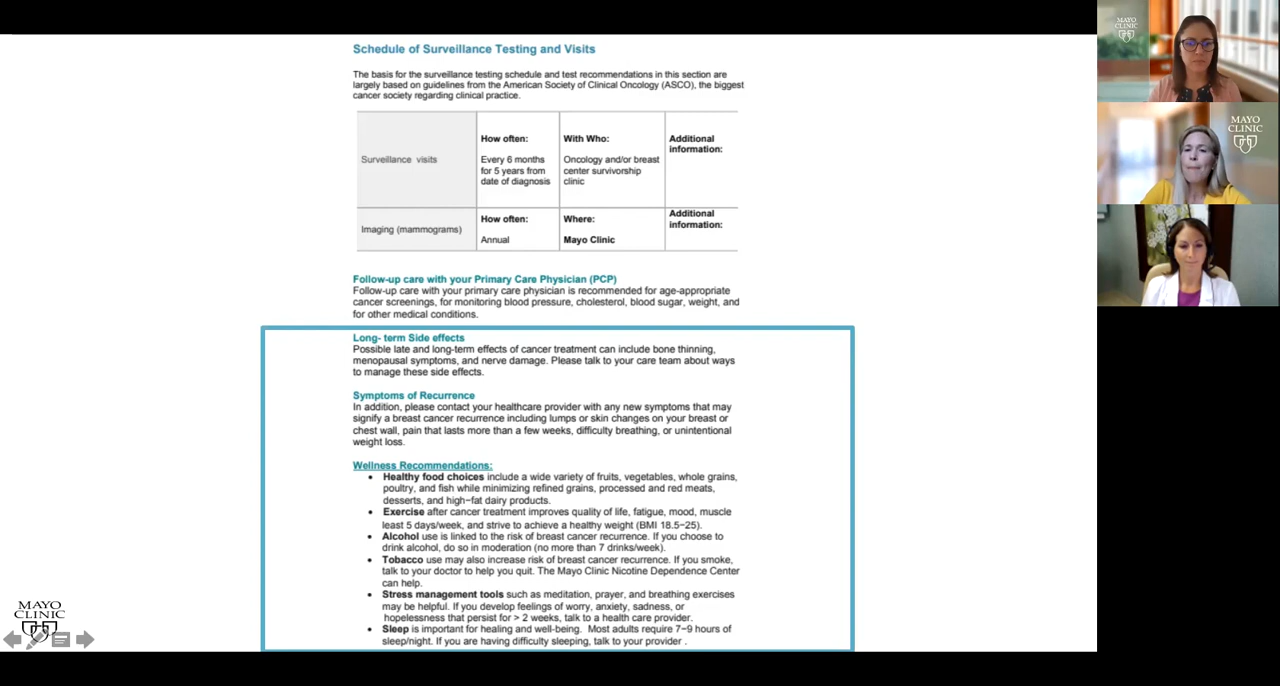 Schedule of Surveillance Testing and Visits
The basis for the surveillance testing schedule and test recommendations in this section are
largely based on guidelines from the American Society of Clinical Oncology (ASCO), the biggest
cancer society regarding clinical practice.
Surveillance visits
How often:
Every 6 months
for 5 years from
date of diagnosis
With Who:
Oncology and/or breast
center survivorship
clinic
Additional
information:
Imaging (mammograms)
How often:
Annual
Where:
Mayo Clinic
Additional
information:
Follow-up care with your Primary Care Physician (PCP)
Follow-up care with your primary care physician is recommended for age-appropriate
cancer screenings, for monitoring blood pressure, cholesterol, blood sugar, weight, and
for other medical conditions.
Long- term Side effects
Possible late and long-term effects of cancer treatment can include bone thinning,
menopausal symptoms, and nerve damage. Please talk to your care team about ways
to manage these side effects.
Symptoms of Recurrence
In addition, please contact your healthcare provider with any new symptoms that may
signify a breast cancer recurrence including lumps or skin changes on your breast or
chest wall, pain that lasts more than a few weeks, difficulty breathing, or unintentional
weight loss.
Wellness Recommendations:
• Healthy food choices include a wide variety of fruits, vegetables, whole grains,
poultry, and fish while minimizing refined grains, processed and red meats,
desserts, and high-fat dairy products.
• Exercise after cancer treatment improves quality of life, fatigue, mood, muscle
least 5 days/week, and strive to achieve a healthy weight (BMI 18.5-25).
• Alcohol use is linked to the risk of breast cancer recurrence. If you choose to
drink alcohol, do so in moderation (no more than 7 drinks/week).
• Tobacco use may also increase risk of breast cancer recurrence. If you smoke,
talk to your doctor to help you quit. The Mayo Clinic Nicotine Dependence Center
can help.
• Stress management tools such as meditation, prayer, and breathing exercises
may be helpful. If you develop feelings of worry, anxiety, sadness, or
hopelessness that persist for > 2 weeks, talk to a health care provider.
• Sleep is important for healing and well-being. Most adults require 7-9 hours of
sleep/night. If you are having difficulty sleeping, talk to your provider .
MAYO
CLINIC
MAYO
CLINIC
MAYO
CLINIC